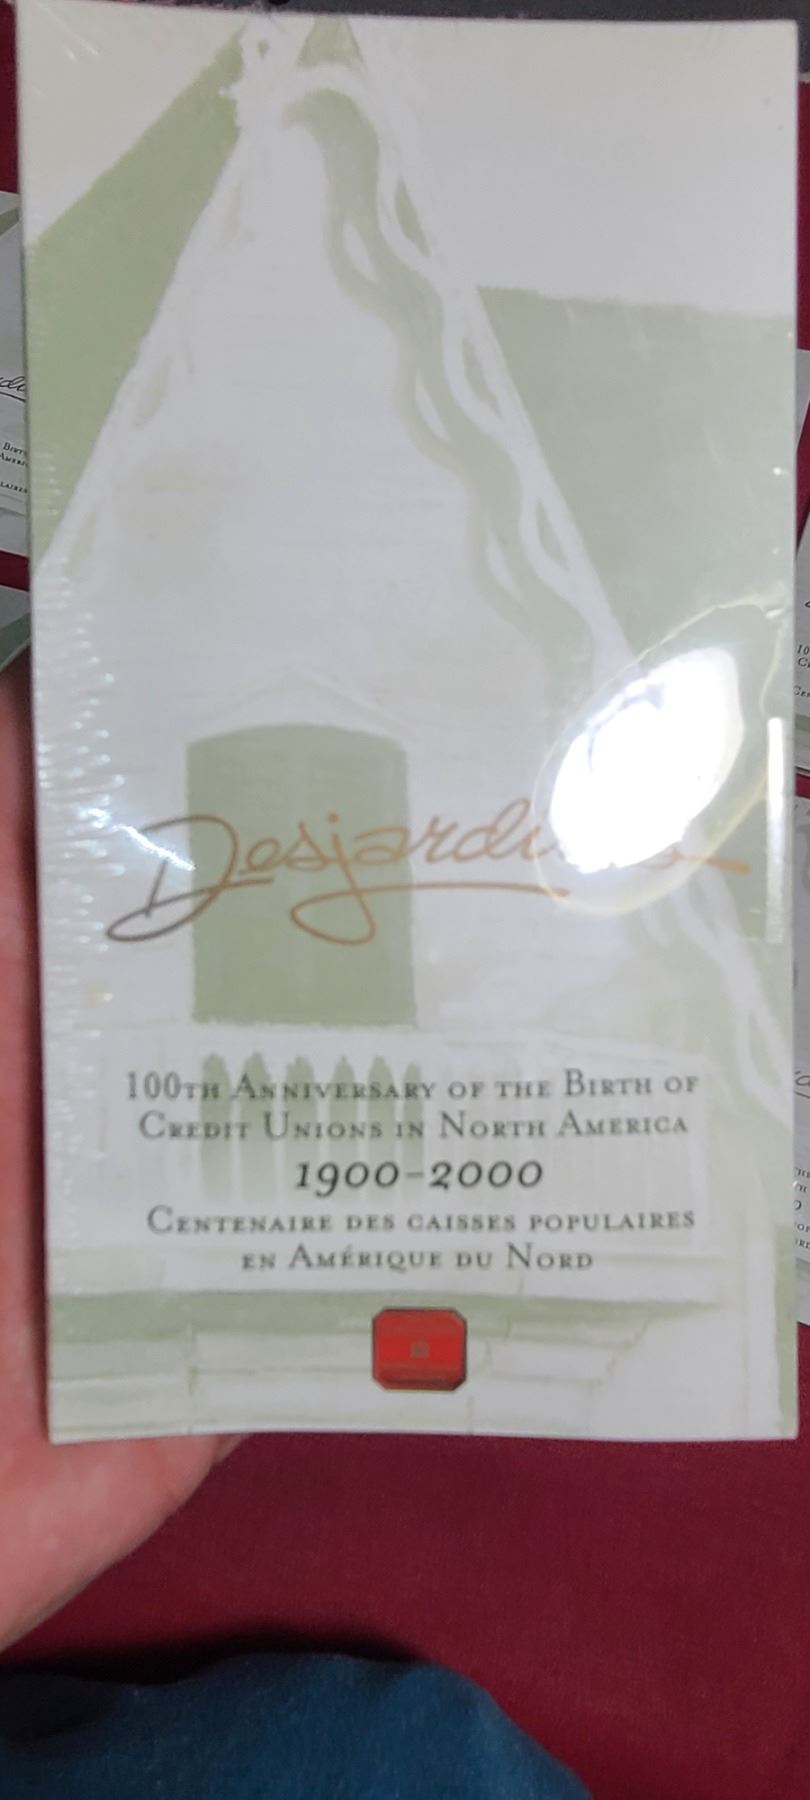 Desjardins
100TH ANNIVERSARY OF THE BIRTH OF
CREDIT UNIONS IN NORTH AMERICA
1900-2000
CENTENAIRE DES CAISSES POPULAIRES
EN AMÉRIQUE DU NORD